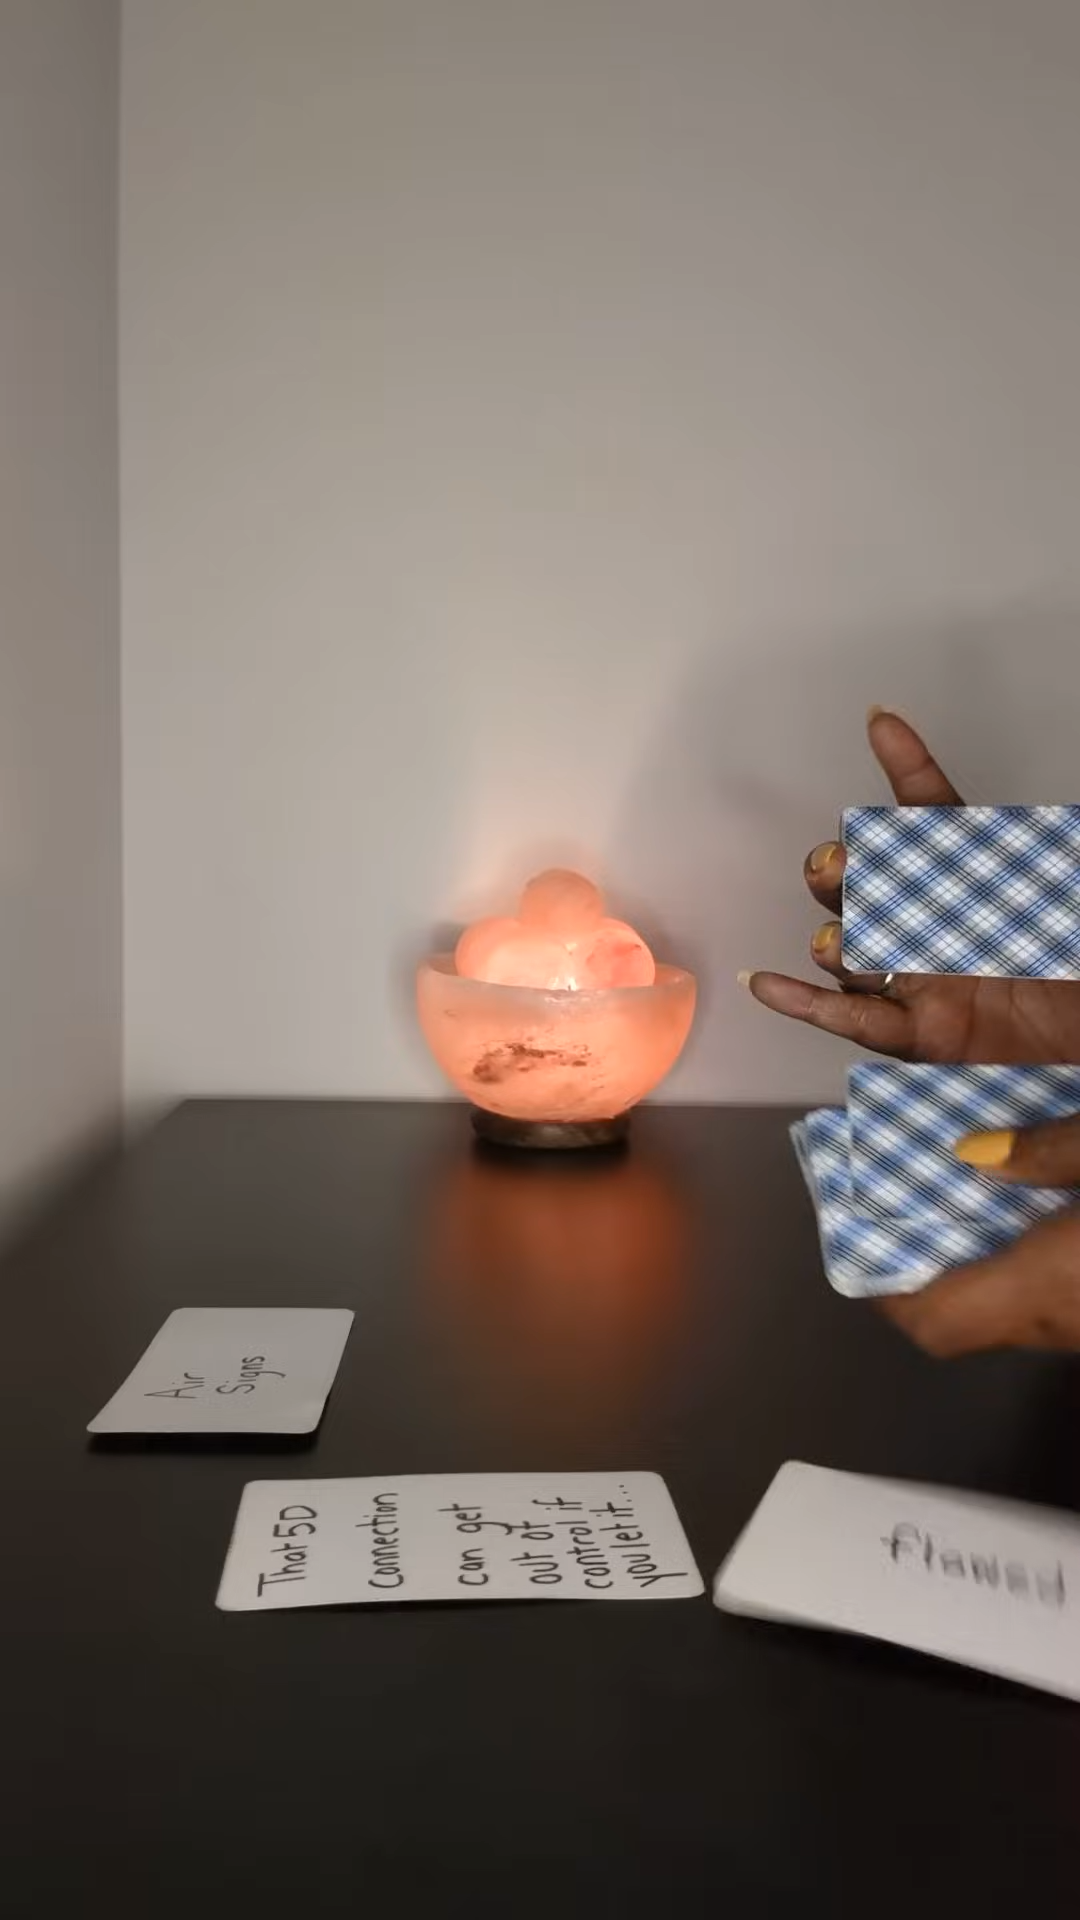 Air
Signs
That 5D
Connection
can get
out of
control if
you let it...